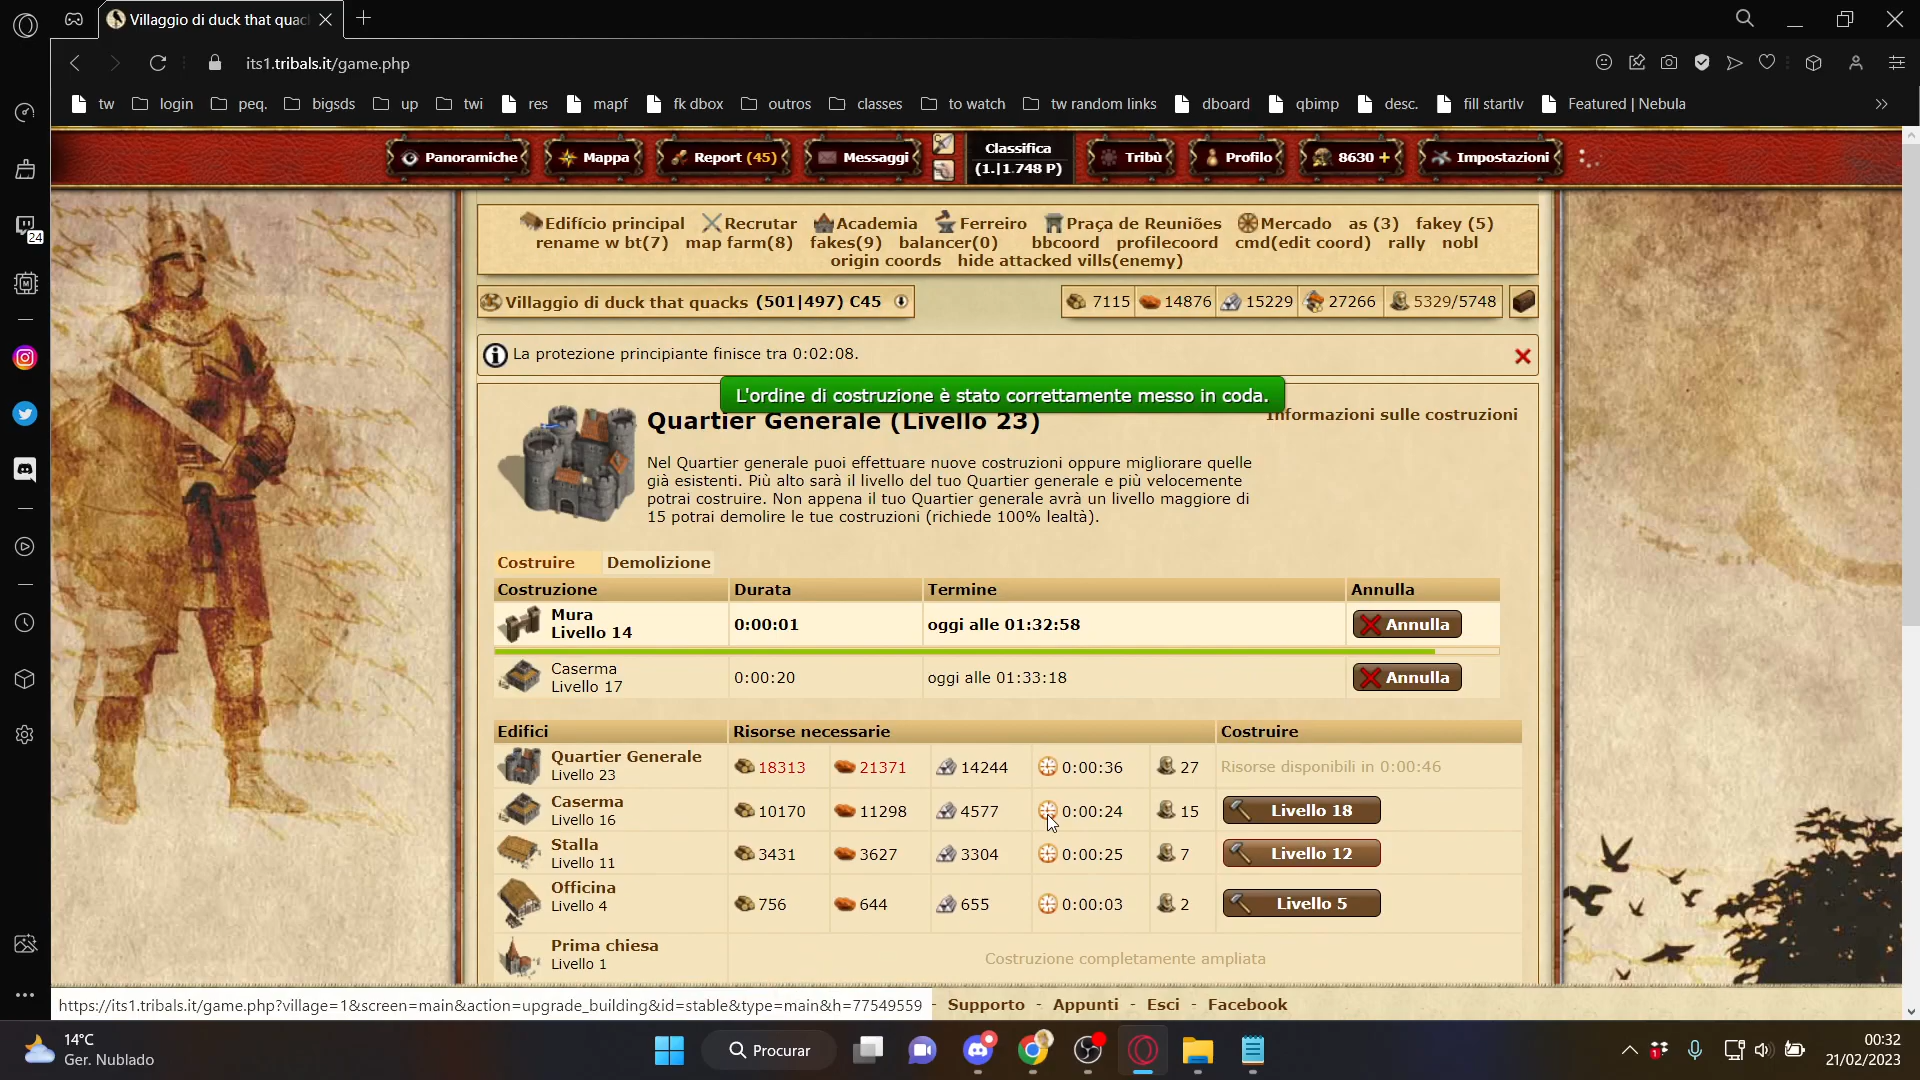 Villaggio di duck that quac
its1.tribals.it/game.php
tw login peq. bigsds up twi res mapf fk dbox outros classes to watch tw random links dboard qbimp desc. fill startlv Featured | Nebula
Panoramiche Mappa Report (45) Messaggi Classifica (1.|1.748 P) Tribù Profilo 8630 + Impostazioni
24
Edifício principal Recrutar Academia Ferreiro Praça de Reuniões Mercado as (3) fakey (5)
rename w bt(7) map farm(8) fakes(9) balancer(0) bbcoord profilecoord cmd(edit coord) rally nobl
origin coords hide attacked vills(enemy)
Villaggio di duck that quacks (501|497) C45 7115 14876 15229 27266 5329/5748
La protezione principiante finisce tra 0:02:08.
L'ordine di costruzione è stato correttamente messo in coda.
Quartier Generale (Livello 23) Informazioni sulle costruzioni
Nel Quartier generale puoi effettuare nuove costruzioni oppure migliorare quelle
già esistenti. Più alto sarà il livello del tuo Quartier generale e più velocemente
potrai costruire. Non appena il tuo Quartier generale avrà un livello maggiore di
15 potrai demolire le tue costruzioni (richiede 100% lealtà).
Costruire Demolizione
Costruzione Durata Termine Annulla
Mura
Livello 14 0:00:01 oggi alle 01:32:58 Annulla
Caserma
Livello 17 0:00:20 oggi alle 01:33:18 Annulla
Edifici Risorse necessarie Costruire
Quartier Generale
Livello 23 18313 21371 14244 0:00:36 27 Risorse disponibili in 0:00:46
Caserma
Livello 16 10170 11298 4577 0:00:24 15 Livello 18
Stalla
Livello 11 3431 3627 3304 0:00:25 7 Livello 12
Officina
Livello 4 756 644 655 0:00:03 2 Livello 5
Prima chiesa
Livello 1 Costruzione completamente ampliata
https://its1.tribals.it/game.php?village=1&screen=main&action=upgrade_building&id=stable&type=main&h=77549559 - Supporto - Appunti - Esci - Facebook
14°C
Ger. Nublado
Procurar
1
00:32
21/02/2023